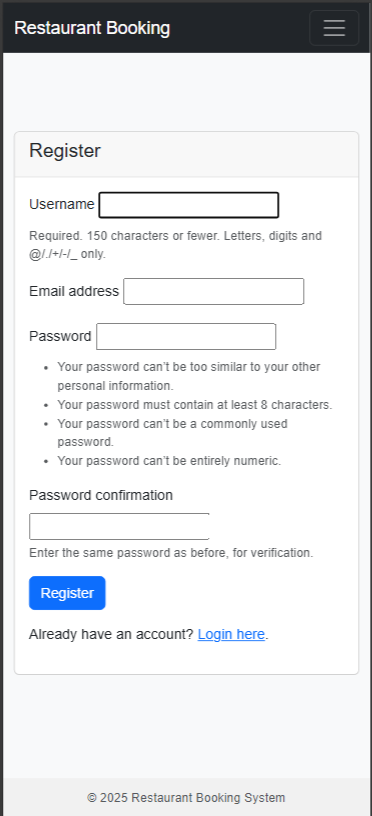 Restaurant Booking
Register
Username
Required. 150 characters or fewer. Letters, digits and
@/./+/-/_ only.
Email address
Password
• Your password can't be too similar to your other
personal information.
• Your password must contain at least 8 characters.
• Your password can't be a commonly used
password.
• Your password can't be entirely numeric.
Password confirmation
Enter the same password as before, for verification.
Register
Already have an account? Login here.
© 2025 Restaurant Booking System